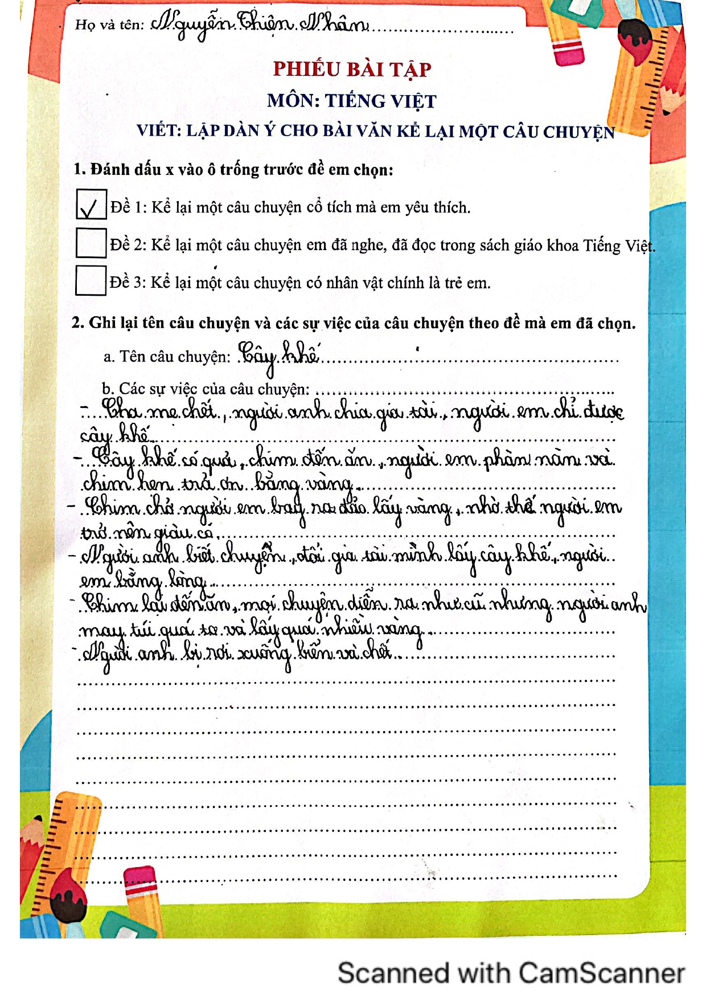 Họ và tên: Nguyễn Thiện Nhân
PHIẾU BÀI TẬP
MÔN: TIẾNG VIỆT
VIẾT: LẬP DÀN Ý CHO BÀI VĂN KỂ LẠI MỘT CÂU CHUYỆN
1. Đánh dấu x vào ô trống trước đề em chọn:
Đề 1: Kể lại một câu chuyện cổ tích mà em yêu thích.
Đề 2: Kể lại một câu chuyện em đã nghe, đã đọc trong sách giáo khoa Tiếng Việt.
Đề 3: Kể lại một câu chuyện có nhân vật chính là trẻ em.
2. Ghi lại tên câu chuyện và các sự việc của câu chuyện theo đề mà em đã chọn.
a. Tên câu chuyện: Cây khế
b. Các sự việc của câu chuyện:
- Cha mẹ chết, người anh chia gia tài, người em chỉ được
cây khế.
- Cây khế có quả, chim đến ăn, người em phàn nàn và
chim hẹn trả ơn bằng vàng.
- Chim chở người em bay ra đảo lấy vàng, nhờ thế người em
trở nên giàu có.
- Người anh biết chuyện, đổi gia tài mình lấy cây khế, người
em bằng lòng.
- Chim lại đến ăn, mọi chuyện diễn ra như cũ nhưng người anh
may túi quá to và lấy quá nhiều vàng.
- Người anh bị rơi xuống biển và chết.
Scanned with CamScanner